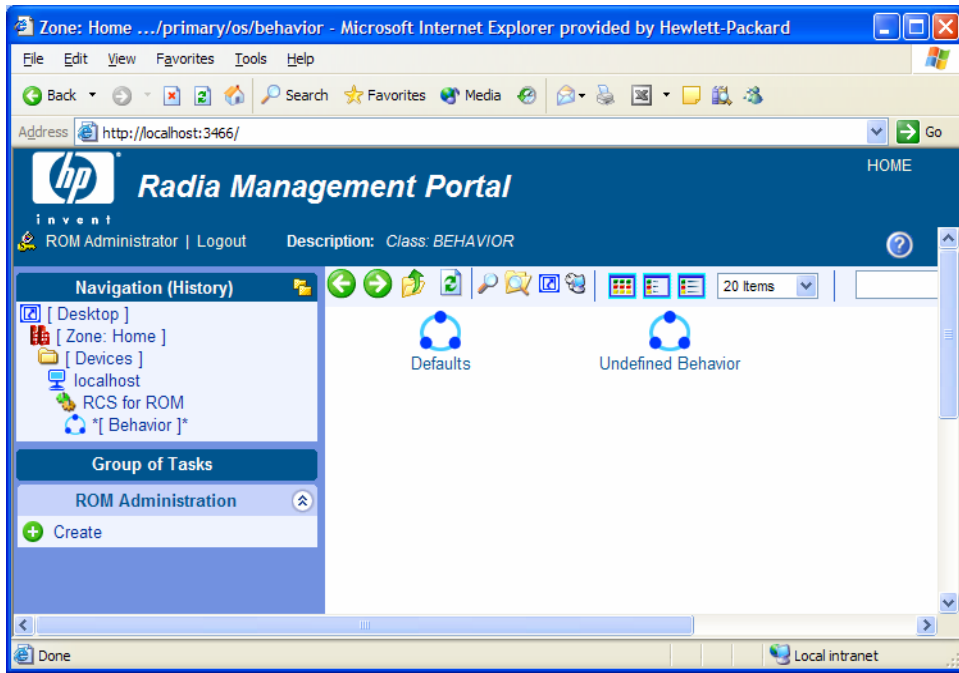 Zone: Home .../primary/os/behavior - Microsoft Internet Explorer provided by Hewlett-Packard
File Edit View Favorites Tools Help
Back Search Favorites Media
Address http://localhost:3466/ Go
hp
invent
Radia Management Portal
HOME
ROM Administrator | Logout Description: Class: BEHAVIOR
Navigation (History)
20 Items
[ Desktop ]
[ Zone: Home ]
[ Devices ]
localhost
RCS for ROM
*[ Behavior ]*
Defaults
Undefined Behavior
Group of Tasks
ROM Administration
Create
Done
Local intranet